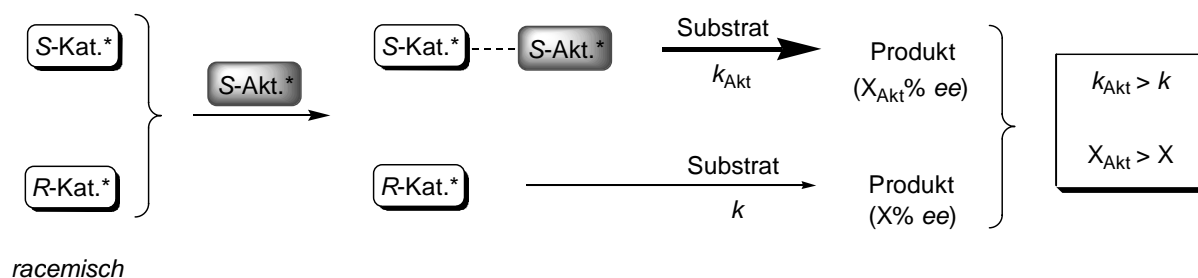 S-Kat.*
S-Akt.*
S-Kat.*
S-Akt.*
Substrat
kAkt
Produkt
(XAkt% ee)
kAkt > k
XAkt > X
R-Kat.*
R-Kat.*
Substrat
k
Produkt
(X% ee)
racemisch